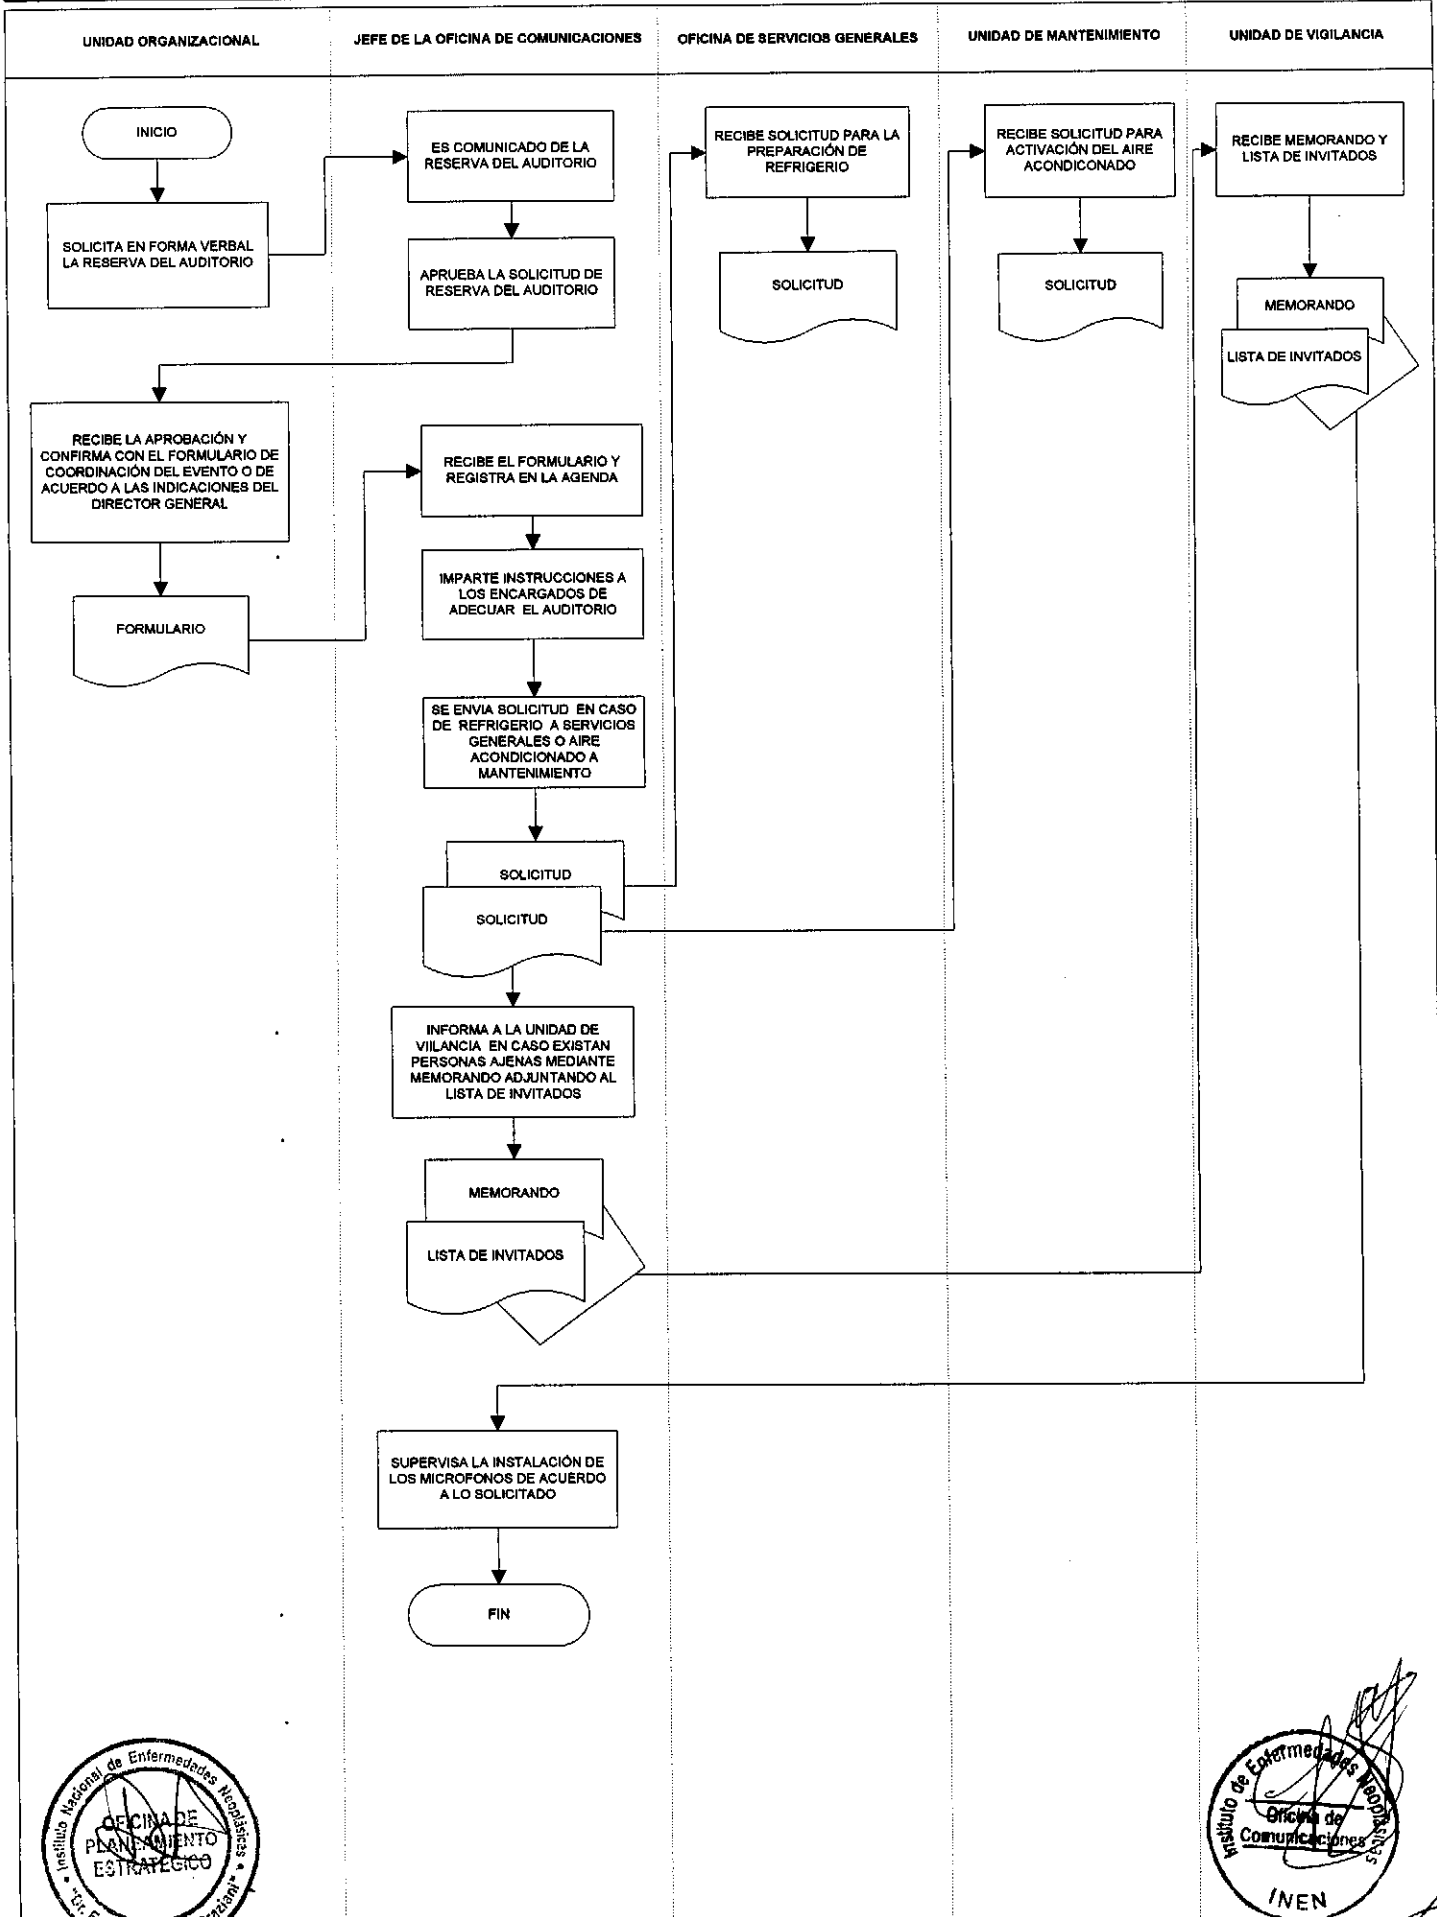 UNIDAD ORGANIZACIONAL
JEFE DE LA OFICINA DE COMUNICACIONES
OFICINA DE SERVICIOS GENERALES
UNIDAD DE MANTENIMIENTO
UNIDAD DE VIGILANCIA
INICIO
SOLICITA EN FORMA VERBAL
LA RESERVA DEL AUDITORIO
ES COMUNICADO DE LA
RESERVA DEL AUDITORIO
APRUEBA LA SOLICITUD DE
RESERVA DEL AUDITORIO
RECIBE LA APROBACIÓN Y
CONFIRMA CON EL FORMULARIO DE
COORDINACIÓN DEL EVENTO O DE
ACUERDO A LAS INDICACIONES DEL
DIRECTOR GENERAL
FORMULARIO
RECIBE EL FORMULARIO Y
REGISTRA EN LA AGENDA
IMPARTE INSTRUCCIONES A
LOS ENCARGADOS DE
ADECUAR EL AUDITORIO
SE ENVIA SOLICITUD EN CASO
DE REFRIGERIO A SERVICIOS
GENERALES O AIRE
ACONDICIONADO A
MANTENIMIENTO
SOLICITUD
SOLICITUD
RECIBE SOLICITUD PARA LA
PREPARACIÓN DE
REFRIGERIO
SOLICITUD
RECIBE SOLICITUD PARA
ACTIVACIÓN DEL AIRE
ACONDICONADO
SOLICITUD
INFORMA A LA UNIDAD DE
VIILANCIA EN CASO EXISTAN
PERSONAS AJENAS MEDIANTE
MEMORANDO ADJUNTANDO AL
LISTA DE INVITADOS
MEMORANDO
LISTA DE INVITADOS
RECIBE MEMORANDO Y
LISTA DE INVITADOS
MEMORANDO
LISTA DE INVITADOS
SUPERVISA LA INSTALACIÓN DE
LOS MICROFONOS DE ACUERDO
A LO SOLICITADO
FIN
Instituto Nacional de Enfermedades Neoplásicas
OFICINA DE
PLANEAMIENTO
ESTRATEGICO
"Dr.
Instituto de Enfermedades Neoplásicas
Oficina de
Comunicaciones
INEN